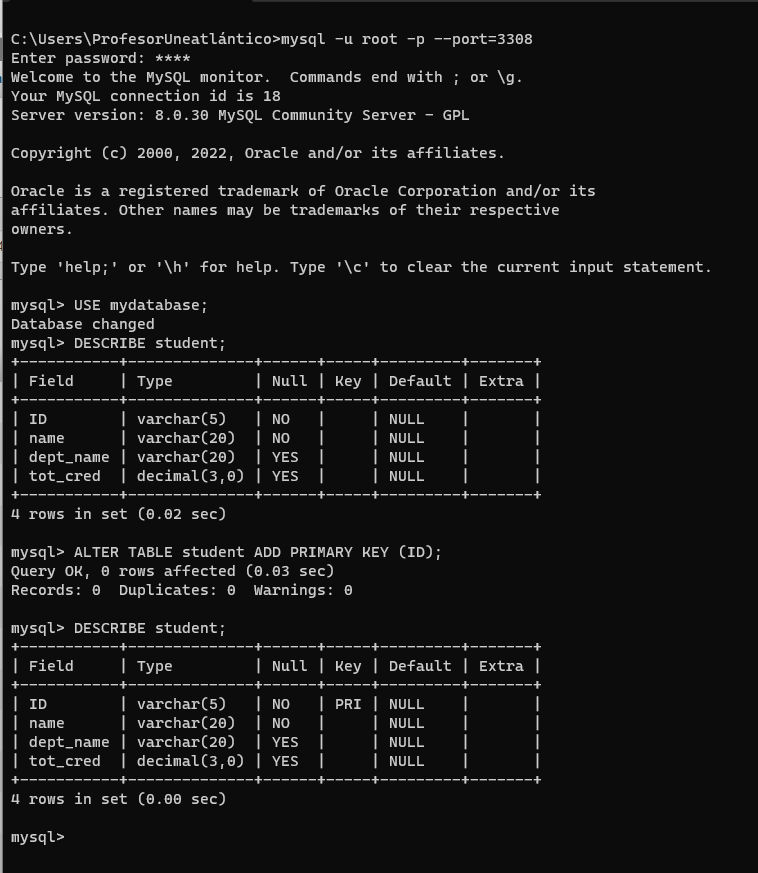 C:\Users\ProfesorUneatlántico>mysql -u root -p --port=3308
Enter password: ****
Welcome to the MySQL monitor.  Commands end with ; or \g.
Your MySQL connection id is 18
Server version: 8.0.30 MySQL Community Server - GPL

Copyright (c) 2000, 2022, Oracle and/or its affiliates.

Oracle is a registered trademark of Oracle Corporation and/or its
affiliates. Other names may be trademarks of their respective
owners.

Type 'help;' or '\h' for help. Type '\c' to clear the current input statement.

mysql> USE mydatabase;
Database changed
mysql> DESCRIBE student;
+-----------+--------------+------+-----+---------+-------+
| Field     | Type         | Null | Key | Default | Extra |
+-----------+--------------+------+-----+---------+-------+
| ID        | varchar(5)   | NO   |     | NULL    |       |
| name      | varchar(20)  | NO   |     | NULL    |       |
| dept_name | varchar(20)  | YES  |     | NULL    |       |
| tot_cred  | decimal(3,0) | YES  |     | NULL    |       |
+-----------+--------------+------+-----+---------+-------+
4 rows in set (0.02 sec)

mysql> ALTER TABLE student ADD PRIMARY KEY (ID);
Query OK, 0 rows affected (0.03 sec)
Records: 0  Duplicates: 0  Warnings: 0

mysql> DESCRIBE student;
+-----------+--------------+------+-----+---------+-------+
| Field     | Type         | Null | Key | Default | Extra |
+-----------+--------------+------+-----+---------+-------+
| ID        | varchar(5)   | NO   | PRI | NULL    |       |
| name      | varchar(20)  | NO   |     | NULL    |       |
| dept_name | varchar(20)  | YES  |     | NULL    |       |
| tot_cred  | decimal(3,0) | YES  |     | NULL    |       |
+-----------+--------------+------+-----+---------+-------+
4 rows in set (0.00 sec)

mysql>